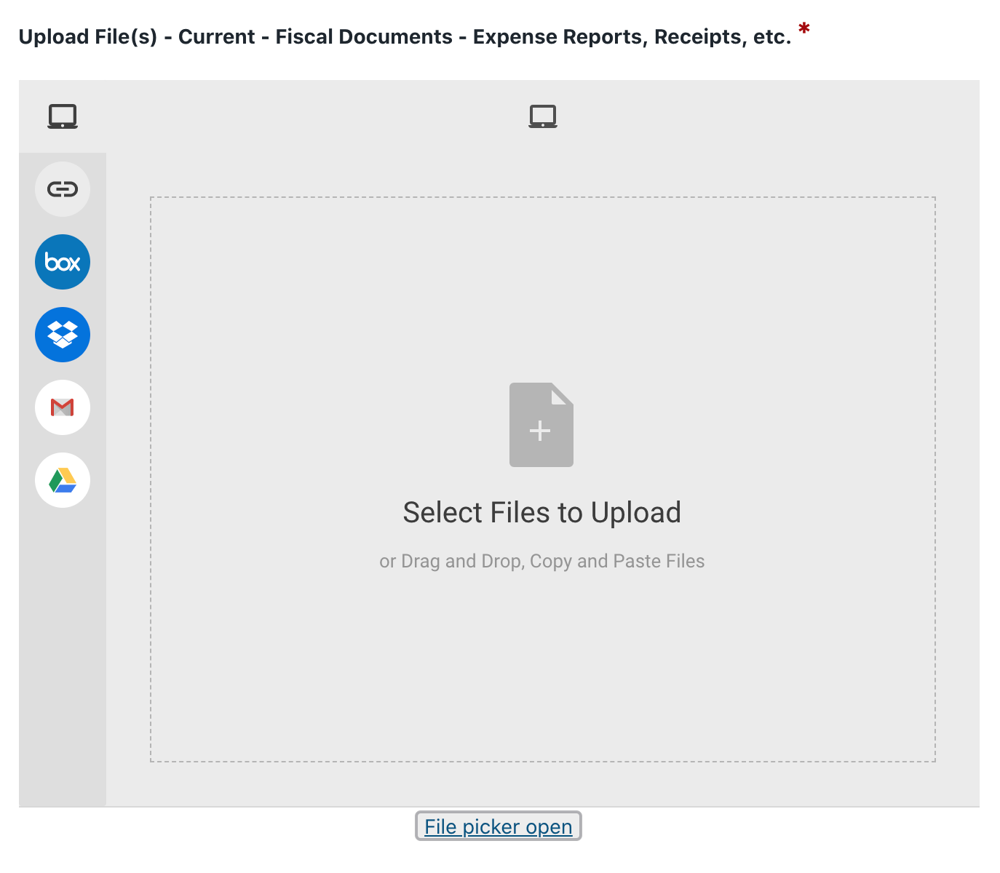 Upload File(s) - Current - Fiscal Documents - Expense Reports, Receipts, etc. *
box
Select Files to Upload
or Drag and Drop, Copy and Paste Files
File picker open